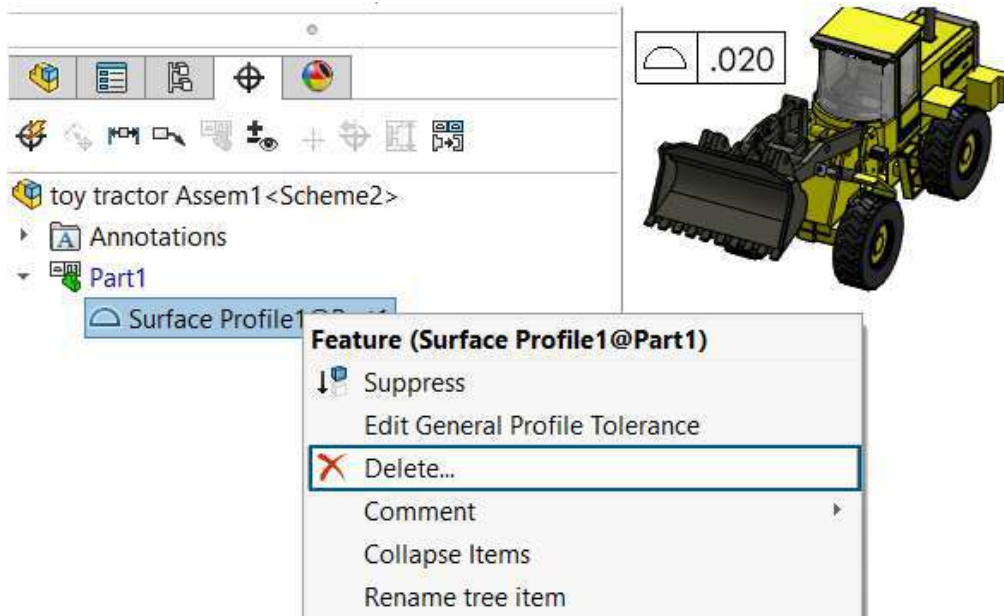 .020
toy tractor Assem1<Scheme2>
A Annotations
Part1
Surface Profile1@Part1
Feature (Surface Profile1@Part1)
Suppress
Edit General Profile Tolerance
Delete...
Comment
Collapse Items
Rename tree item